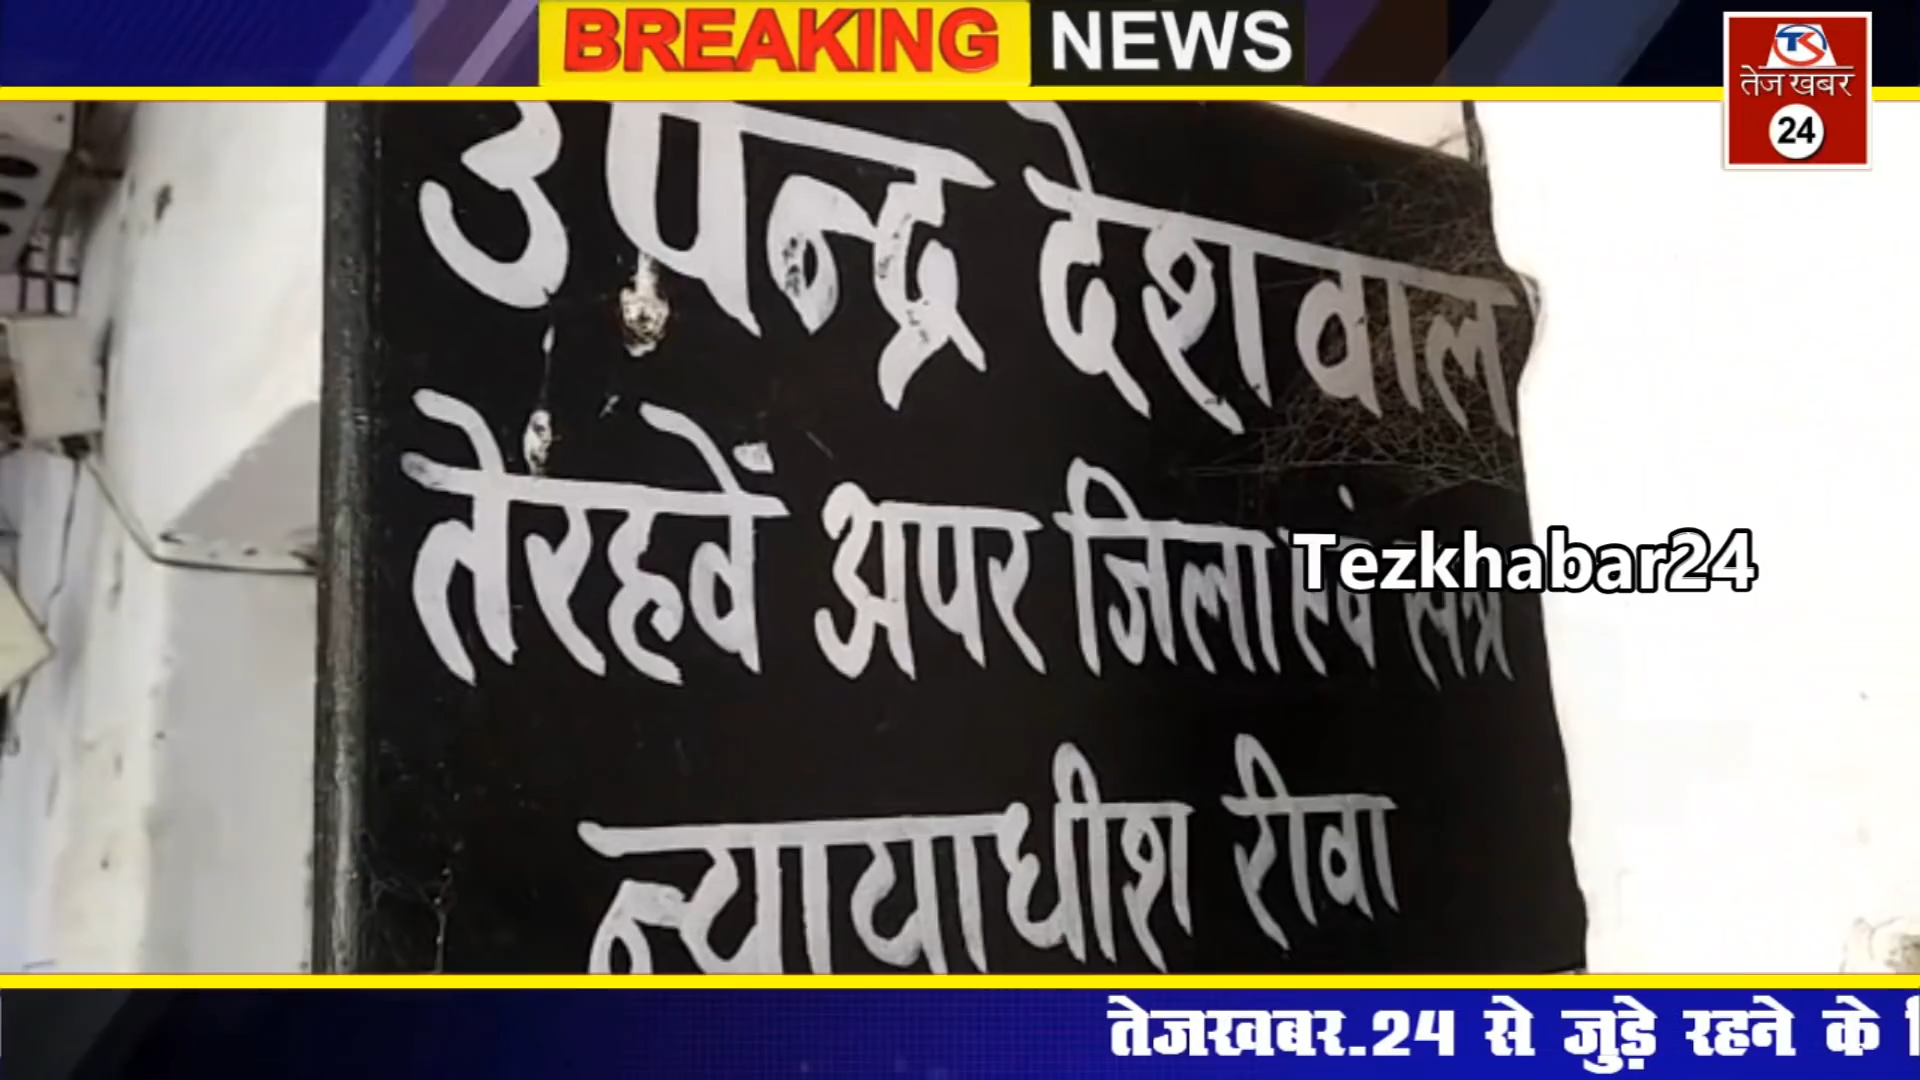 BREAKING NEWS
तेज खबर
24
उपेन्द्र देशवाल
तेरहवें अपर जिला एवं सत्र
Tezkhabar24
न्यायाधीश रीवा
तेजखबर.24 से जुड़े रहने के